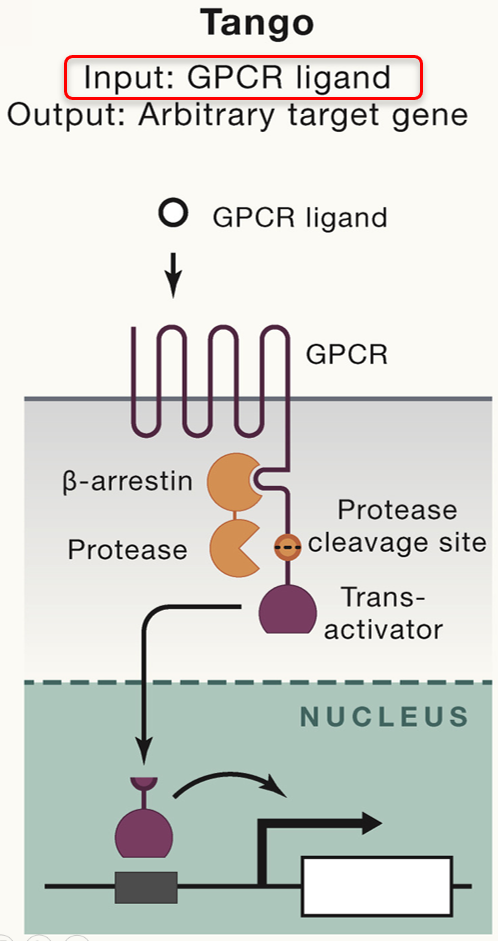 Tango
Input: GPCR ligand
Output: Arbitrary target gene
GPCR ligand
GPCR
β-arrestin
Protease
cleavage site
Protease
Trans-
activator
NUCLEUS